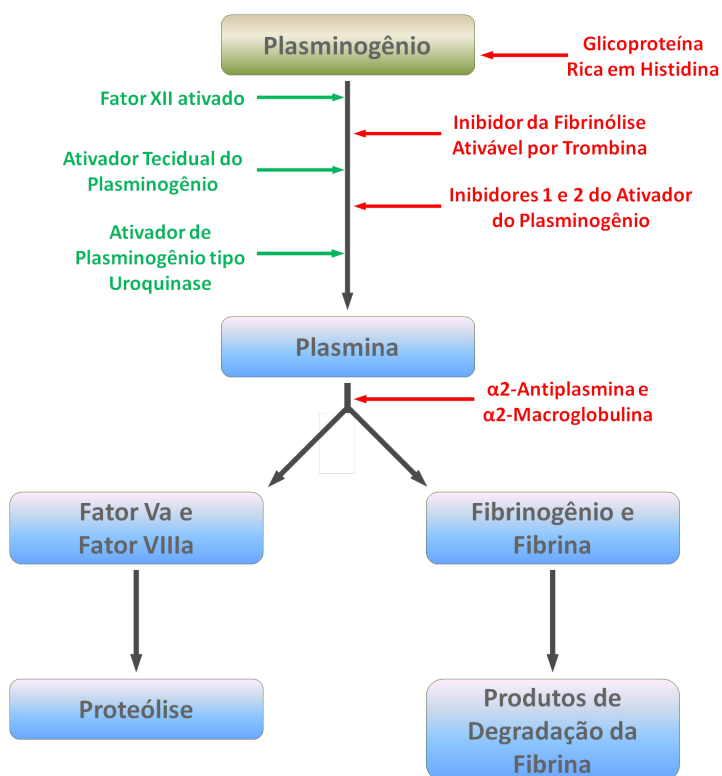 Plasminogênio
Glicoproteína
Rica em Histidina
Fator XII ativado
Inibidor da Fibrinólise
Ativável por Trombina
Ativador Tecidual do
Plasminogênio
Inibidores 1 e 2 do Ativador
do Plasminogênio
Ativador de
Plasminogênio tipo
Uroquinase
Plasmina
α2-Antiplasmina e
α2-Macroglobulina
Fator Va e
Fator VIIIa
Fibrinogênio e
Fibrina
Proteólise
Produtos de
Degradação da
Fibrina